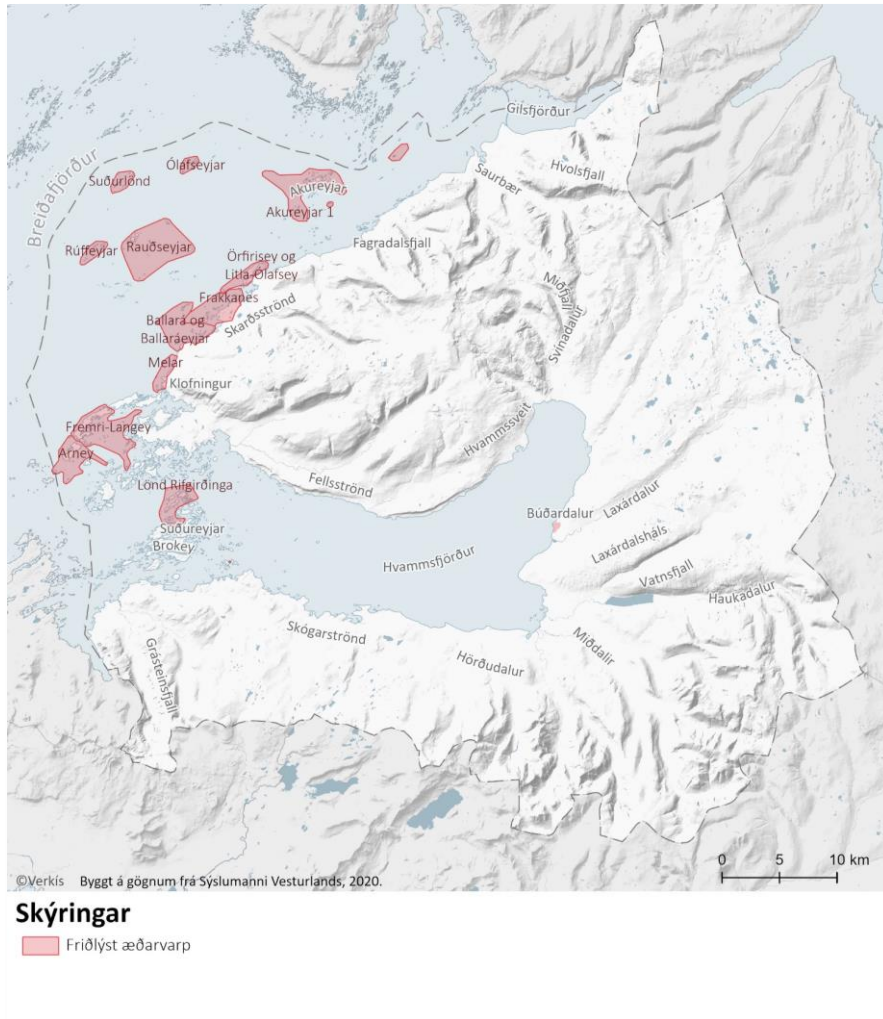 Gilsfjörður
Breiðafjörður
Ólafseyjar
Hvolsfjall
Suðurlönd
Saurbær
Akureyjar
Akureyjar 1
Rúffeyjar
Rauðseyjar
Fagradalsfjall
Örfirisey og
Litla-Ólafsey
Miðfjall
Frakkanes
Skarðsströnd
Svínadalur
Ballará og
Ballaráeyjar
Melar
Klofningur
Hvammssveit
Fremri-Langey
Arney
Fellsströnd
Lönd Rifgirðinga
Laxárdalur
Búðardalur
Suðureyjar
Brokey
Laxárdalsháls
Hvammsfjörður
Vatnsfjall
Haukadalur
Skógarströnd
Miðdalir
Hörðudalur
Grásteinsfjall
0 5 10 km
©Verkís Byggt á gögnum frá Sýslumanni Vesturlands, 2020.
Skýringar
Friðlýst æðarvarp